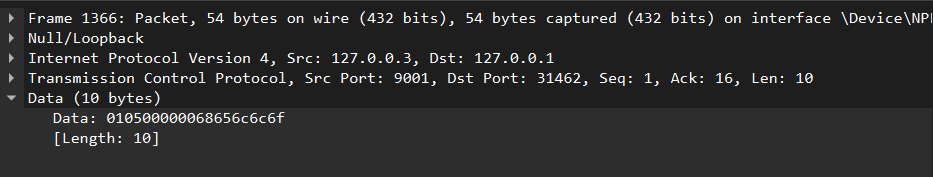 Frame 1366: Packet, 54 bytes on wire (432 bits), 54 bytes captured (432 bits) on interface \Device\NPI
Null/Loopback
Internet Protocol Version 4, Src: 127.0.0.3, Dst: 127.0.0.1
Transmission Control Protocol, Src Port: 9001, Dst Port: 31462, Seq: 1, Ack: 16, Len: 10
Data (10 bytes)
Data: 010500000068656c6c6f
[Length: 10]